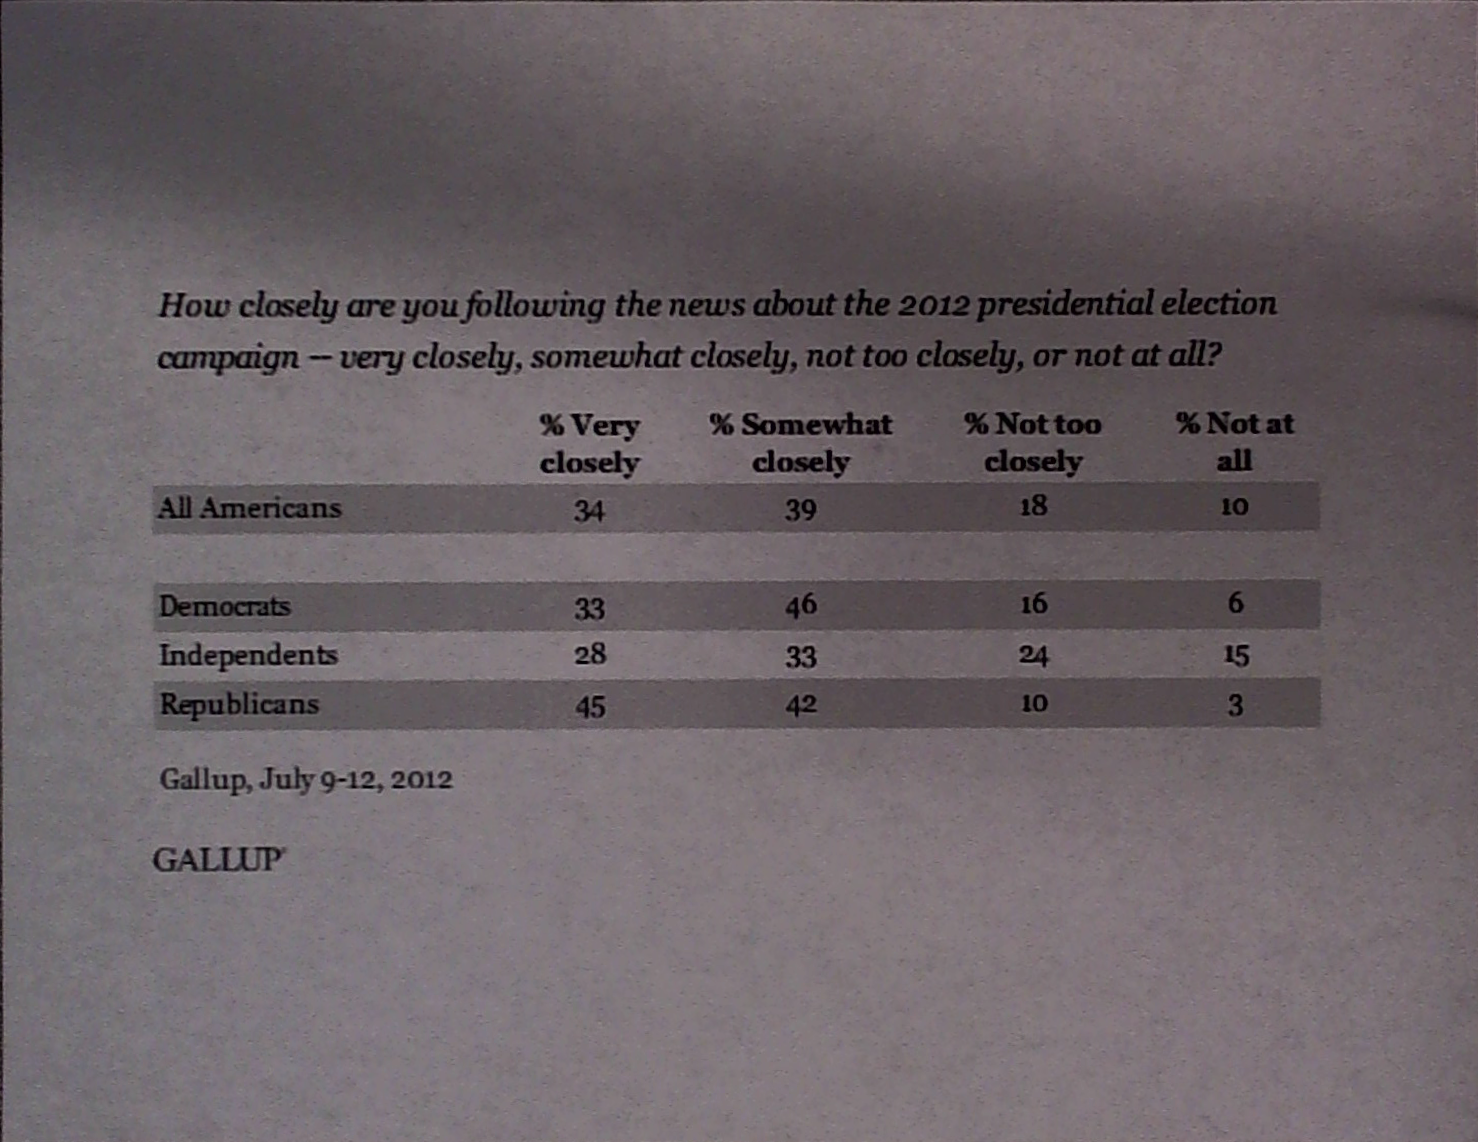 How closely are you following the news about the 2012 presidential election
campaign – very closely, somewhat closely, not too closely, or not at all?
% Very closely % Somewhat closely % Not too closely % Not at all
All Americans 34 39 18 10
Democrats 33 46 16 6
Independents 28 33 24 15
Republicans 45 42 10 3
Gallup, July 9-12, 2012
GALLUP®